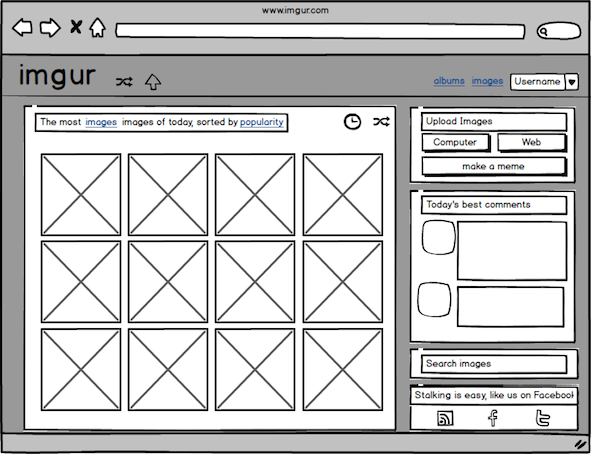 www.imgur.com
imgur
albums images Username
The most images images of today, sorted by popularity
Upload Images
Computer Web
make a meme
Today's best comments
Search images
Stalking is easy, like us on Facebook